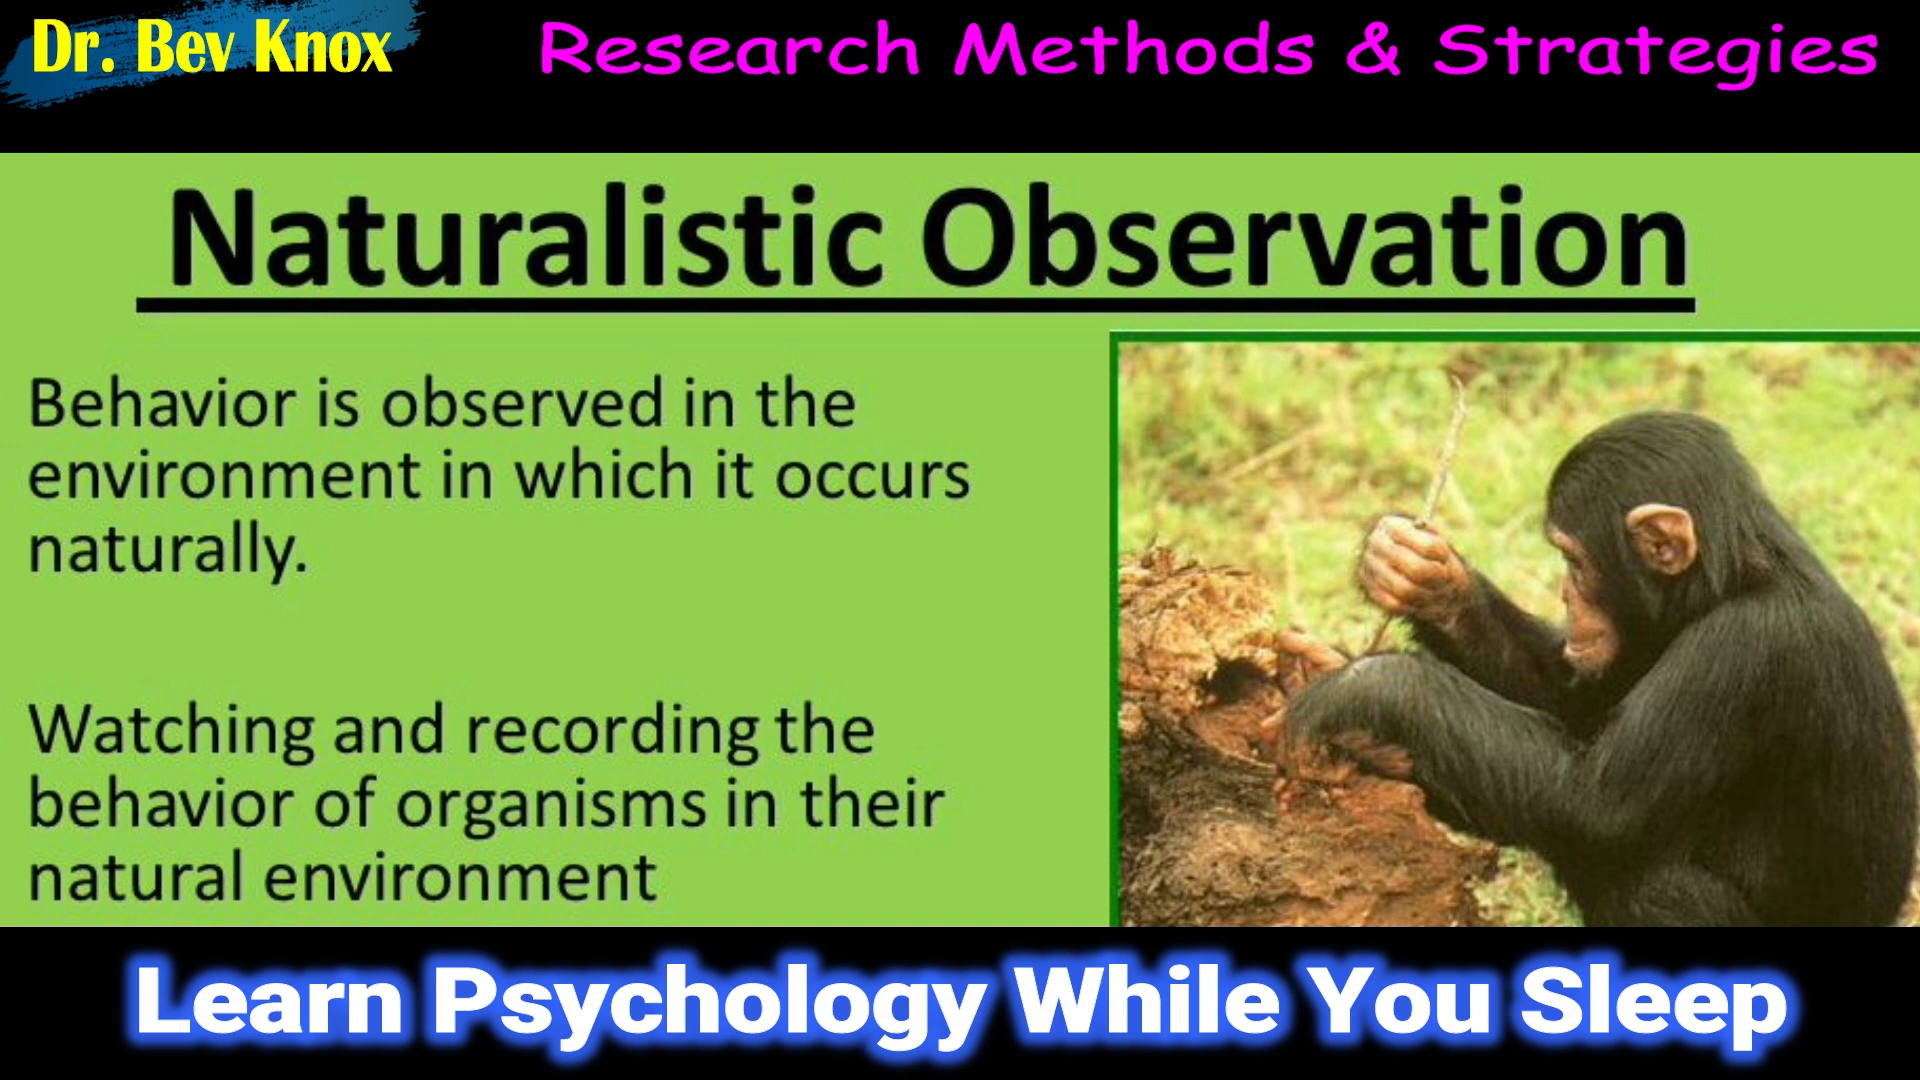 Dr. Bev Knox
Research Methods & Strategies
Naturalistic Observation
Behavior is observed in the
environment in which it occurs
naturally.
Watching and recording the
behavior of organisms in their
natural environment
Learn Psychology While You Sleep